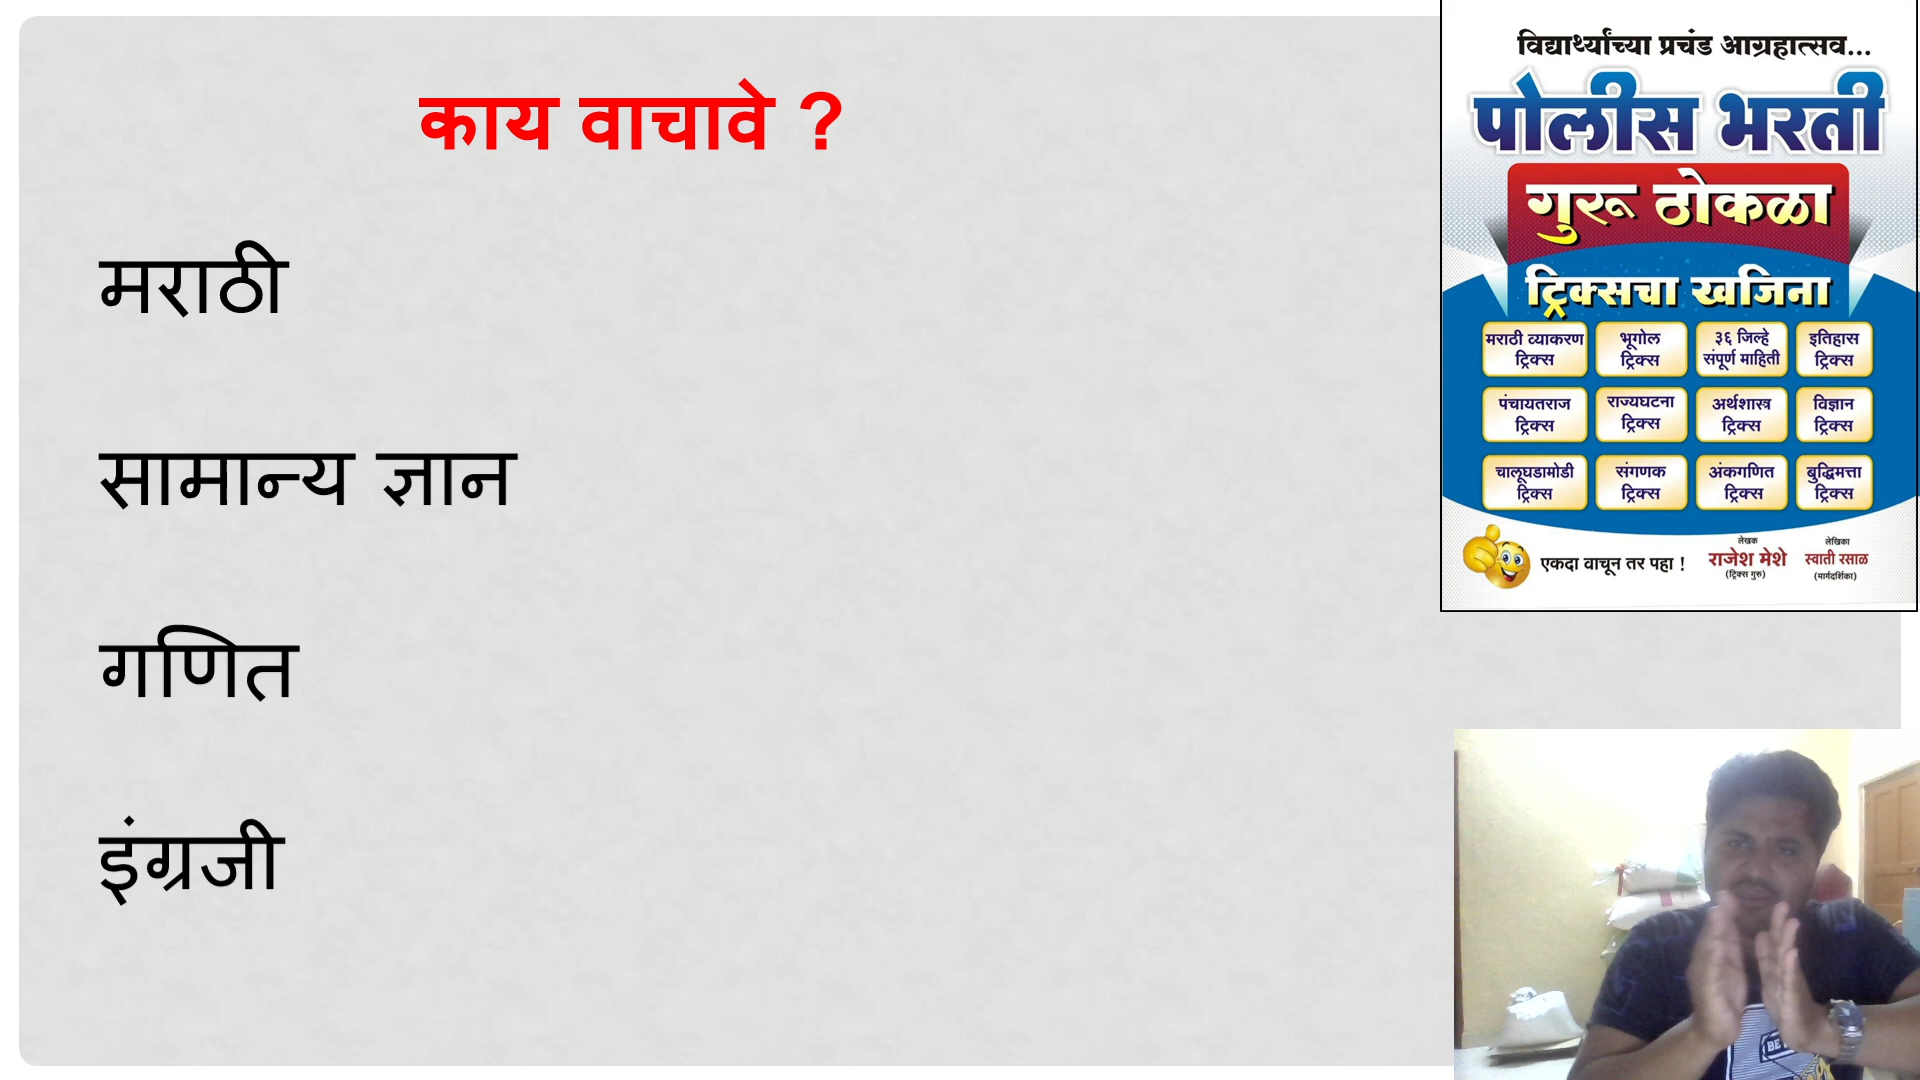 काय वाचावे ?
मराठी
सामान्य ज्ञान
गणित
इंग्रजी
विद्यार्थ्यांच्या प्रचंड आग्रहात्सव...
पोलीस भरती
गुरू ठोकळा
ट्रिक्सचा खजिना
मराठी व्याकरण ट्रिक्स
भूगोल ट्रिक्स
३६ जिल्हे संपूर्ण माहिती
इतिहास ट्रिक्स
पंचायतराज ट्रिक्स
राज्यघटना ट्रिक्स
अर्थशास्त्र ट्रिक्स
विज्ञान ट्रिक्स
चालूघडामोडी ट्रिक्स
संगणक ट्रिक्स
अंकगणित ट्रिक्स
बुद्धिमत्ता ट्रिक्स
एकदा वाचून तर पहा !
लेखक
राजेश मेशे
(ट्रिक्स गुरु)
लेखिका
स्वाती रसाळ
(मार्गदर्शिका)